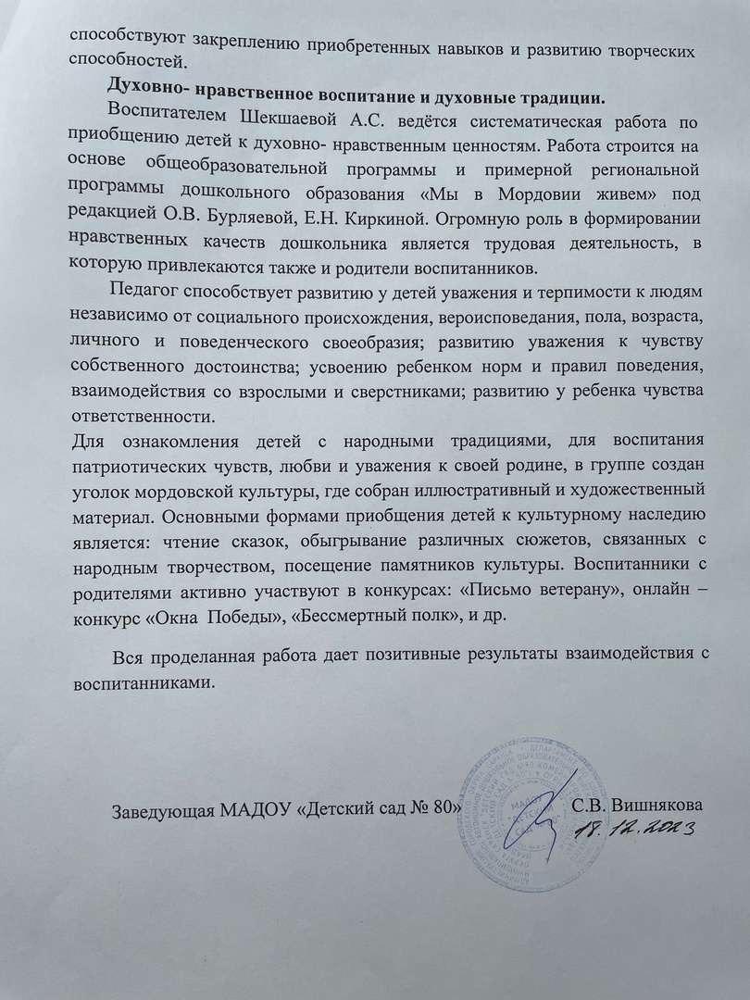 способствуют закреплению приобретенных навыков и развитию творческих
способностей.
Духовно- нравственное воспитание и духовные традиции.
Воспитателем Шекшаевой А.С. ведётся систематическая работа по
приобщению детей к духовно- нравственным ценностям. Работа строится на
основе общеобразовательной программы и примерной региональной
программы дошкольного образования «Мы в Мордовии живем» под
редакцией О.В. Бурляевой, Е.Н. Киркиной. Огромную роль в формировании
нравственных качеств дошкольника является трудовая деятельность, в
которую привлекаются также и родители воспитанников.
Педагог способствует развитию у детей уважения и терпимости к людям
независимо от социального происхождения, вероисповедания, пола, возраста,
личного и поведенческого своеобразия; развитию уважения к чувству
собственного достоинства; усвоению ребенком норм и правил поведения,
взаимодействия со взрослыми и сверстниками; развитию у ребенка чувства
ответственности.
Для ознакомления детей с народными традициями, для воспитания
патриотических чувств, любви и уважения к своей родине, в группе создан
уголок мордовской культуры, где собран иллюстративный и художественный
материал. Основными формами приобщения детей к культурному наследию
является: чтение сказок, обыгрывание различных сюжетов, связанных с
народным творчеством, посещение памятников культуры. Воспитанники с
родителями активно участвуют в конкурсах: «Письмо ветерану», онлайн –
конкурс «Окна Победы», «Бессмертный полк», и др.
Вся проделанная работа дает позитивные результаты взаимодействия с
воспитанниками.
Заведующая МАДОУ «Детский сад № 80» С.В. Вишнякова
18.12.2023
МАДОУ
"ДЕТСКИЙ
САД